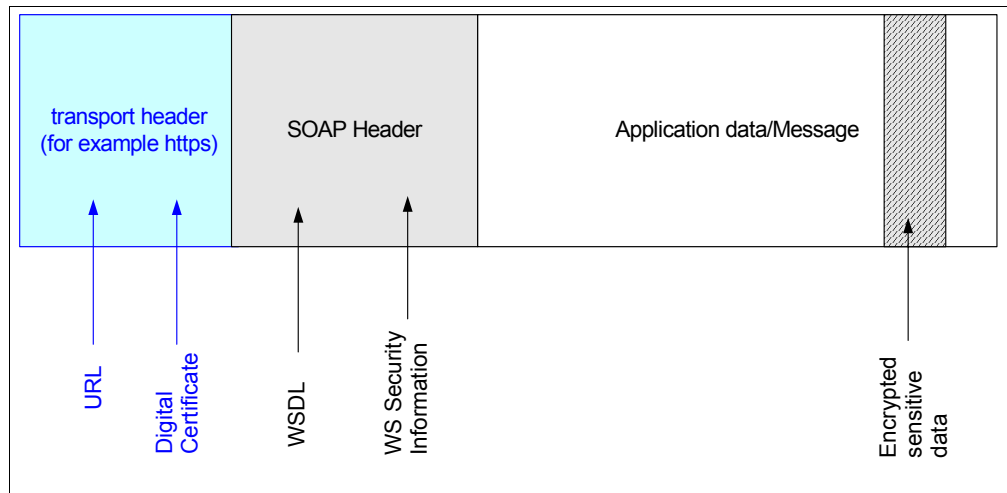 transport header
(for example https)
SOAP Header
Application data/Message
URL
Digital
Certificate
WSDL
WS Security
Information
Encrypted
sensitive
data